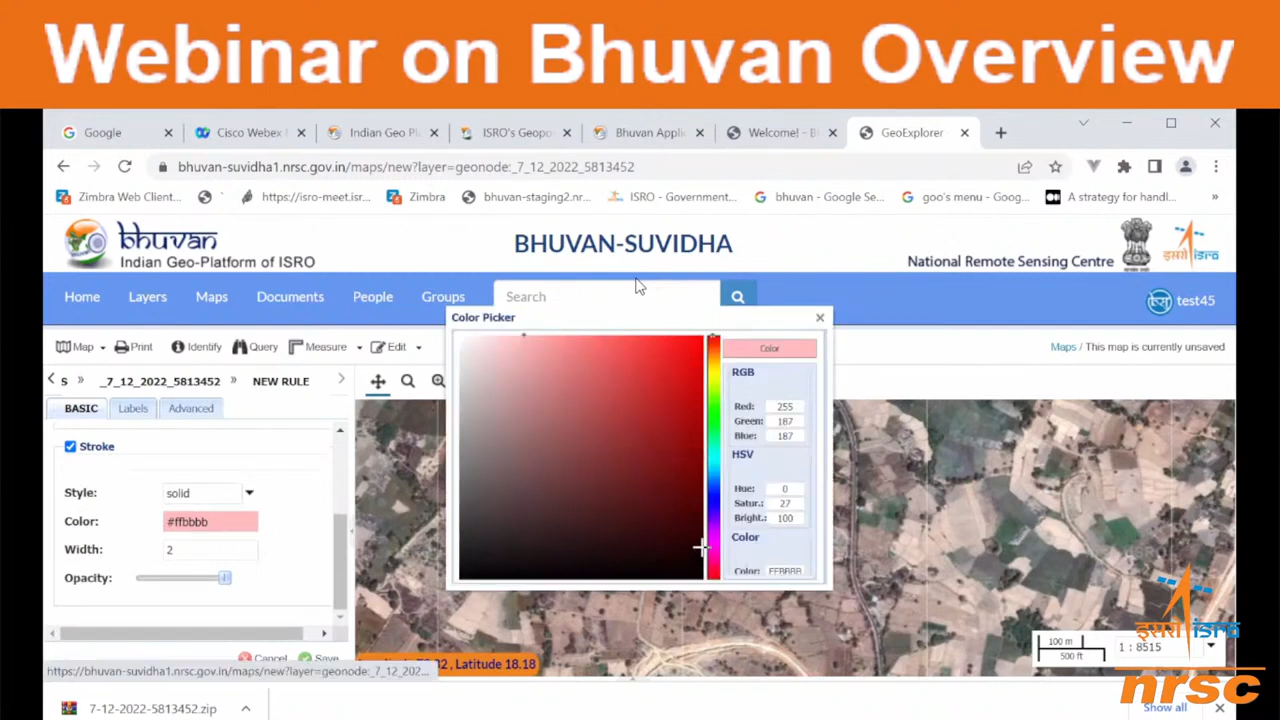 Webinar on Bhuvan Overview
Google
Cisco Webex
Indian Geo Pl
ISRO's Geopo
Bhuvan Applic
Welcome! - B
GeoExplorer
bhuvan-suvidha1.nrsc.gov.in/maps/new?layer=geonode:_7_12_2022_5813452
Zimbra Web Client...
https://isro-meet.isr...
Zimbra
bhuvan-staging2.nr...
ISRO - Government...
bhuvan - Google Se...
goo's menu - Goog...
A strategy for handl...
»
bhuvan
Indian Geo-Platform of ISRO
BHUVAN-SUVIDHA
National Remote Sensing Centre
इसरो isro
Home Layers Maps Documents People Groups
Search
test45
Map Print Identify Query Measure Edit
Maps / This map is currently unsaved
S » _7_12_2022_5813452 » NEW RULE
BASIC Labels Advanced
Stroke
Style: solid
Color: #ffbbbb
Width: 2
Opacity:
Cancel Save
Color Picker
Color
RGB
Red: 255
Green: 187
Blue: 187
HSV
Hue: 0
Satur.: 27
Bright.: 100
Color
Color: FFBBBB
, Latitude 18.18
100 m
500 ft
1 : 8515
इसरो isro
nrsc
https://bhuvan-suvidha1.nrsc.gov.in/maps/new?layer=geonode:_7_12_202...
7-12-2022-5813452.zip
Show all